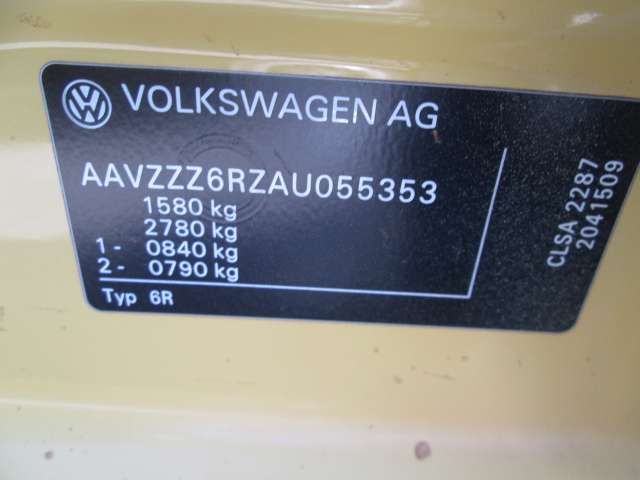 VOLKSWAGEN AG
AAVZZZ6RZAU055353
1580 kg
2780 kg
1- 0840 kg
2- 0790 kg
Typ 6R
CLSA 2287
2041509